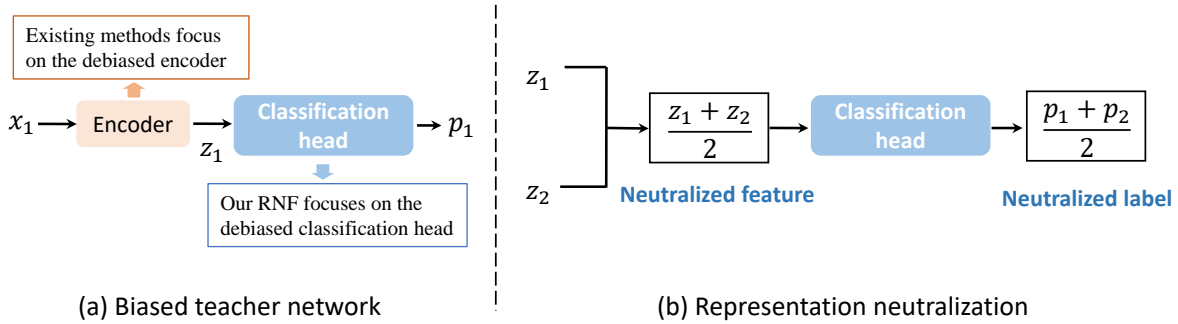 Existing methods focus
on the debiased encoder
x₁
Encoder
z₁
Classification
head
p₁
Our RNF focuses on the
debiased classification head
(a) Biased teacher network
z₁
z₂
z₁ + z₂
2
Neutralized feature
Classification
head
p₁ + p₂
2
Neutralized label
(b) Representation neutralization